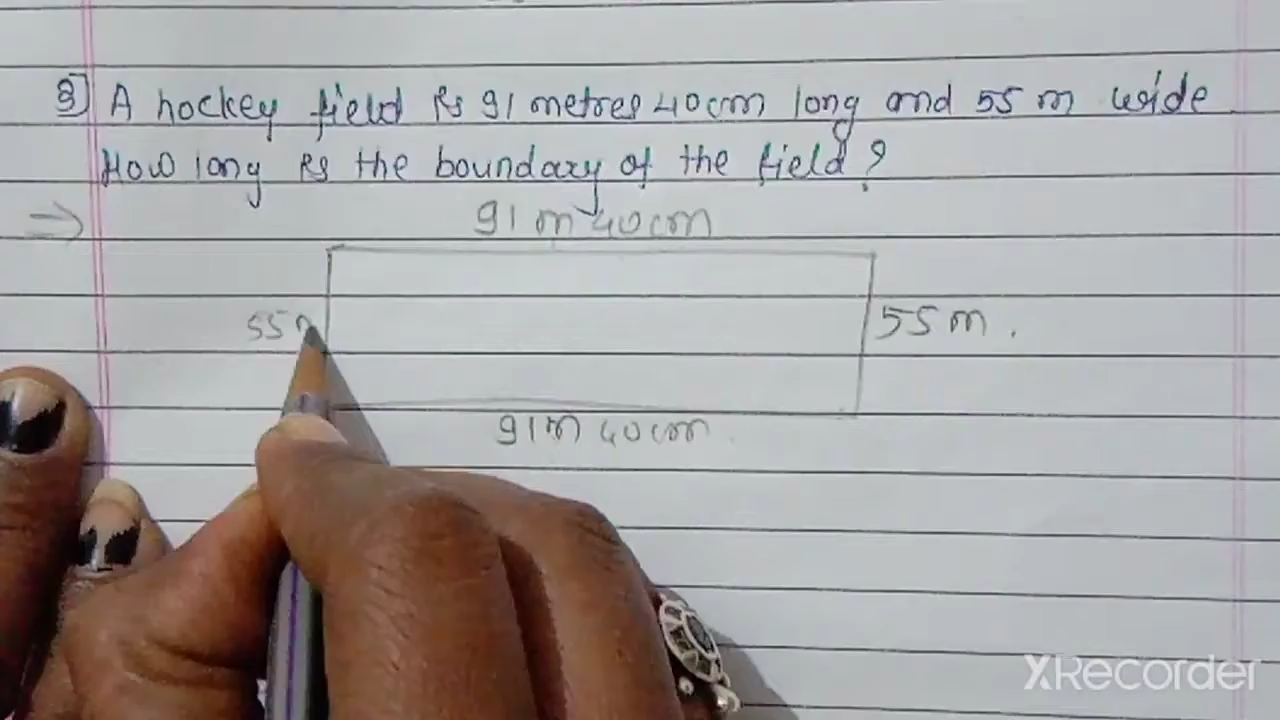 3] A hockey field is 91 metres 40cm long and 55 m wide
How long is the boundary of the field?
⇒ 91 m 40cm
55m
55 m.
91m 40cm.
XRecorder